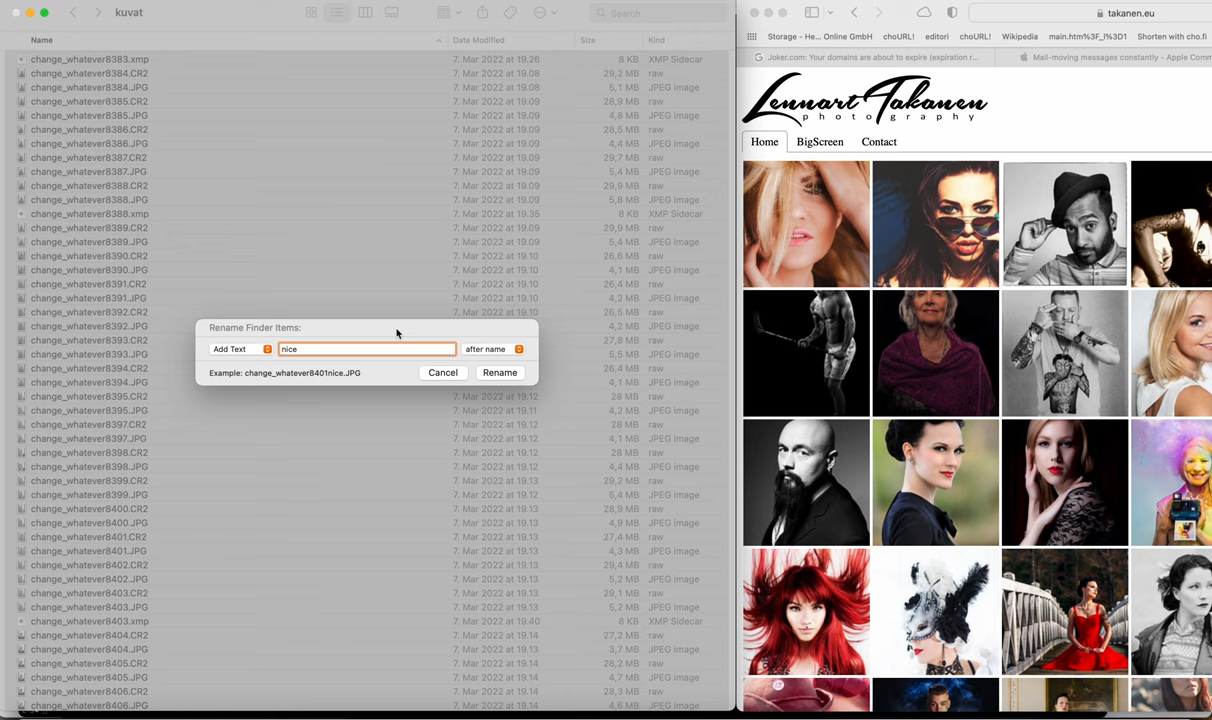 kuvat
Search
Name Date Modified Size Kind
change_whatever8383.xmp 7. Mar 2022 at 19.26 8 KB XMP Sidecar
change_whatever8384.CR2 7. Mar 2022 at 19.08 29,2 MB raw
change_whatever8384.JPG 7. Mar 2022 at 19.08 5,1 MB JPEG image
change_whatever8385.CR2 7. Mar 2022 at 19.09 28,9 MB raw
change_whatever8385.JPG 7. Mar 2022 at 19.09 4,8 MB JPEG image
change_whatever8386.CR2 7. Mar 2022 at 19.09 28,5 MB raw
change_whatever8386.JPG 7. Mar 2022 at 19.09 4,4 MB JPEG image
change_whatever8387.CR2 7. Mar 2022 at 19.09 29,7 MB raw
change_whatever8387.JPG 7. Mar 2022 at 19.09 5,4 MB JPEG image
change_whatever8388.CR2 7. Mar 2022 at 19.09 29,9 MB raw
change_whatever8388.JPG 7. Mar 2022 at 19.09 5,8 MB JPEG image
change_whatever8388.xmp 7. Mar 2022 at 19.35 8 KB XMP Sidecar
change_whatever8389.CR2 7. Mar 2022 at 19.09 29,9 MB raw
change_whatever8389.JPG 7. Mar 2022 at 19.09 5,4 MB JPEG image
change_whatever8390.CR2 7. Mar 2022 at 19.10 26,6 MB raw
change_whatever8390.JPG 7. Mar 2022 at 19.10 4,1 MB JPEG image
change_whatever8391.CR2 7. Mar 2022 at 19.10 26,4 MB raw
change_whatever8391.JPG 7. Mar 2022 at 19.10 4,2 MB JPEG image
change_whatever8392.CR2 7. Mar 2022 at 19.10 26,5 MB raw
change_whatever8392.JPG 4,2 MB JPEG image
change_whatever8393.CR2 27,8 MB raw
change_whatever8393.JPG 5,5 MB JPEG image
change_whatever8394.CR2 26,4 MB raw
change_whatever8394.JPG 4,1 MB JPEG image
change_whatever8395.CR2 7. Mar 2022 at 19.12 28 MB raw
change_whatever8395.JPG 7. Mar 2022 at 19.11 4,2 MB JPEG image
change_whatever8397.CR2 7. Mar 2022 at 19.12 28 MB raw
change_whatever8397.JPG 7. Mar 2022 at 19.12 4,1 MB JPEG image
change_whatever8398.CR2 7. Mar 2022 at 19.12 28 MB raw
change_whatever8398.JPG 7. Mar 2022 at 19.12 4,4 MB JPEG image
change_whatever8399.CR2 7. Mar 2022 at 19.13 29,2 MB raw
change_whatever8399.JPG 7. Mar 2022 at 19.12 5,4 MB JPEG image
change_whatever8400.CR2 7. Mar 2022 at 19.13 28,9 MB raw
change_whatever8400.JPG 7. Mar 2022 at 19.13 4,9 MB JPEG image
change_whatever8401.CR2 7. Mar 2022 at 19.13 27,4 MB raw
change_whatever8401.JPG 7. Mar 2022 at 19.13 4,3 MB JPEG image
change_whatever8402.CR2 7. Mar 2022 at 19.13 29,4 MB raw
change_whatever8402.JPG 7. Mar 2022 at 19.13 5,2 MB JPEG image
change_whatever8403.CR2 7. Mar 2022 at 19.13 29,1 MB raw
change_whatever8403.JPG 7. Mar 2022 at 19.13 5,2 MB JPEG image
change_whatever8403.xmp 7. Mar 2022 at 19.40 8 KB XMP Sidecar
change_whatever8404.CR2 7. Mar 2022 at 19.14 27,2 MB raw
change_whatever8404.JPG 7. Mar 2022 at 19.14 3,7 MB JPEG image
change_whatever8405.CR2 7. Mar 2022 at 19.14 28,2 MB raw
change_whatever8405.JPG 7. Mar 2022 at 19.14 4,7 MB JPEG image
change_whatever8406.CR2 7. Mar 2022 at 19.14 28,3 MB raw
change_whatever8406.JPG 7. Mar 2022 at 19.14 4,6 MB JPEG image
Rename Finder Items:
Add Text nice after name
Example: change_whatever8401nice.JPG Cancel Rename
takanen.eu
Storage - He... Online GmbH choURL! editori choURL! Wikipedia main.htm%3F_l%3D1 Shorten with cho.fi
Joker.com: Your domains are about to expire (expiration r... Mail-moving messages constantly - Apple Comm
Lennart Takanen
photography
Home BigScreen Contact